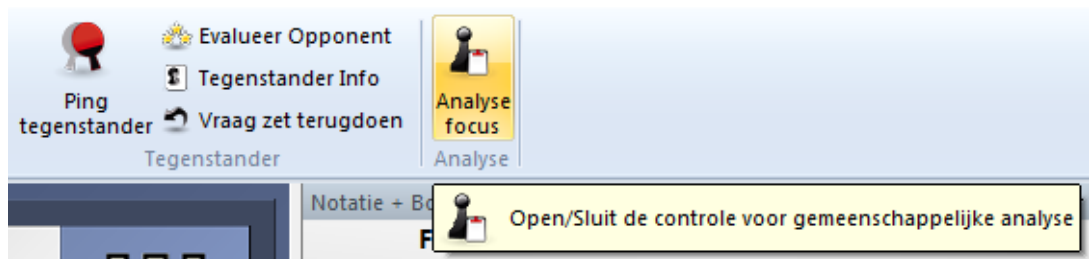 Ping
tegenstander
Evalueer Opponent
Tegenstander Info
Vraag zet terugdoen
Tegenstander
Analyse
focus
Analyse
Notatie +
Open/Sluit de controle voor gemeenschappelijke analyse